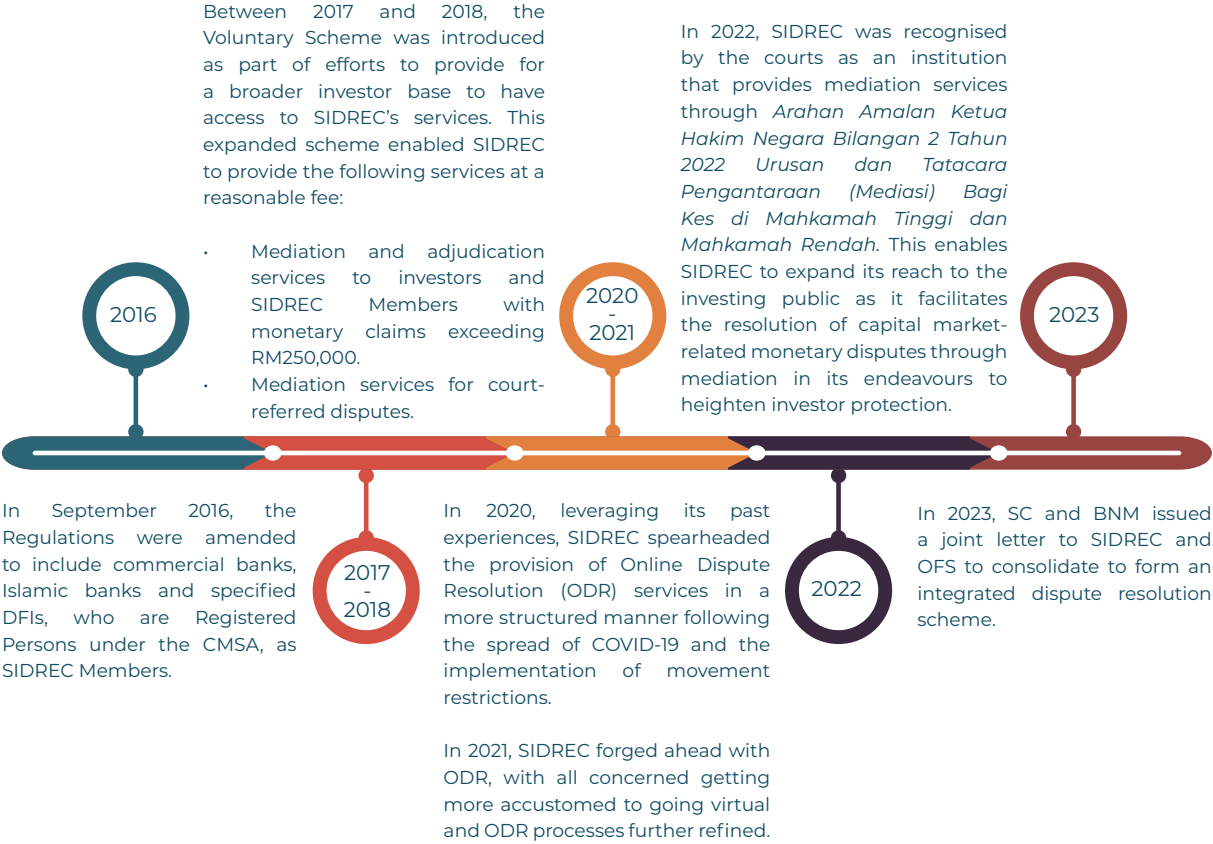 2016
In September 2016, the
Regulations were amended
to include commercial banks,
Islamic banks and specified
DFIs, who are Registered
Persons under the CMSA, as
SIDREC Members.
Between 2017 and 2018, the
Voluntary Scheme was introduced
as part of efforts to provide for
a broader investor base to have
access to SIDREC’s services. This
expanded scheme enabled SIDREC
to provide the following services at a
reasonable fee:
• Mediation and adjudication
services to investors and
SIDREC Members with
monetary claims exceeding
RM250,000.
• Mediation services for court-
referred disputes.
2017
-
2018
2020
-
2021
In 2020, leveraging its past
experiences, SIDREC spearheaded
the provision of Online Dispute
Resolution (ODR) services in a
more structured manner following
the spread of COVID-19 and the
implementation of movement
restrictions.
In 2021, SIDREC forged ahead with
ODR, with all concerned getting
more accustomed to going virtual
and ODR processes further refined.
In 2022, SIDREC was recognised
by the courts as an institution
that provides mediation services
through Arahan Amalan Ketua
Hakim Negara Bilangan 2 Tahun
2022 Urusan dan Tatacara
Pengantaraan (Mediasi) Bagi
Kes di Mahkamah Tinggi dan
Mahkamah Rendah. This enables
SIDREC to expand its reach to the
investing public as it facilitates
the resolution of capital market-
related monetary disputes through
mediation in its endeavours to
heighten investor protection.
2022
2023
In 2023, SC and BNM issued
a joint letter to SIDREC and
OFS to consolidate to form an
integrated dispute resolution
scheme.